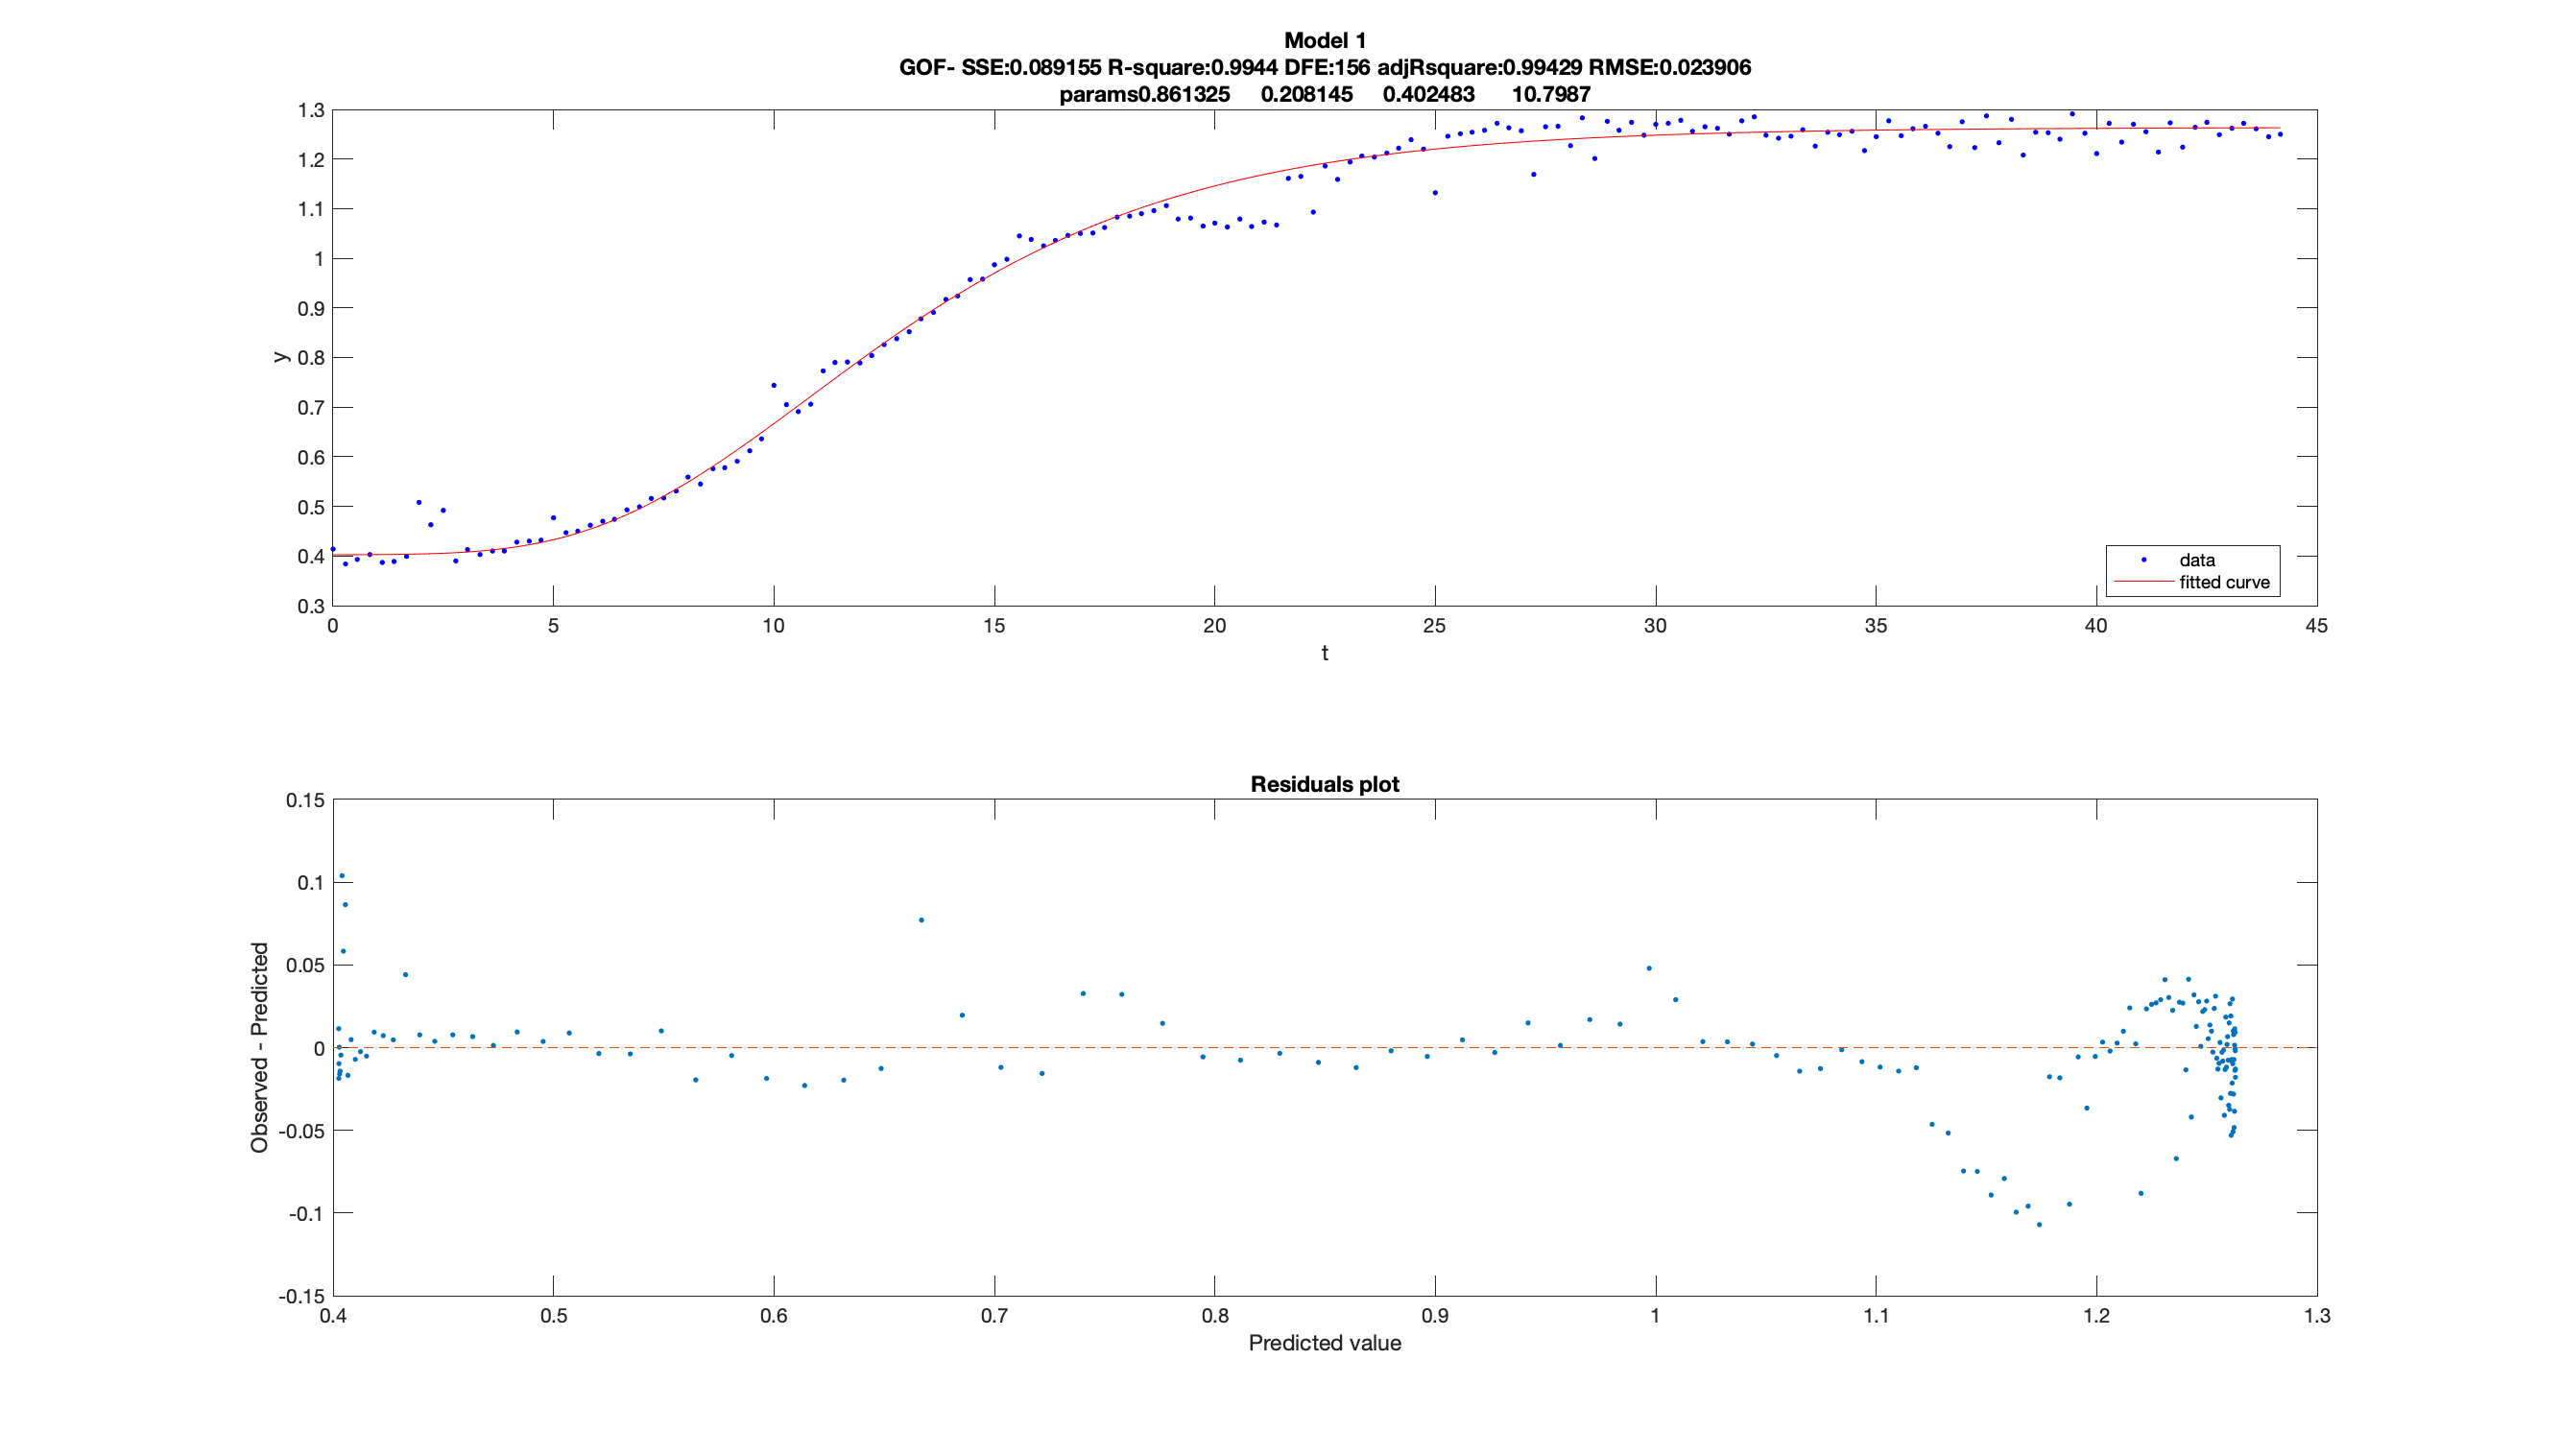 Model 1
GOF- SSE:0.089155 R-square:0.9944 DFE:156 adjRsquare:0.99429 RMSE:0.023906
params0.861325 0.208145 0.402483 10.7987
1.3
1.2
1.1
1
0.9
0.8
0.7
0.6
0.5
0.4
0.3
y
data
fitted curve
0 5 10 15 20 25 30 35 40 45
t
Residuals plot
0.15
0.1
0.05
0
-0.05
-0.1
-0.15
Observed - Predicted
0.4 0.5 0.6 0.7 0.8 0.9 1 1.1 1.2 1.3
Predicted value